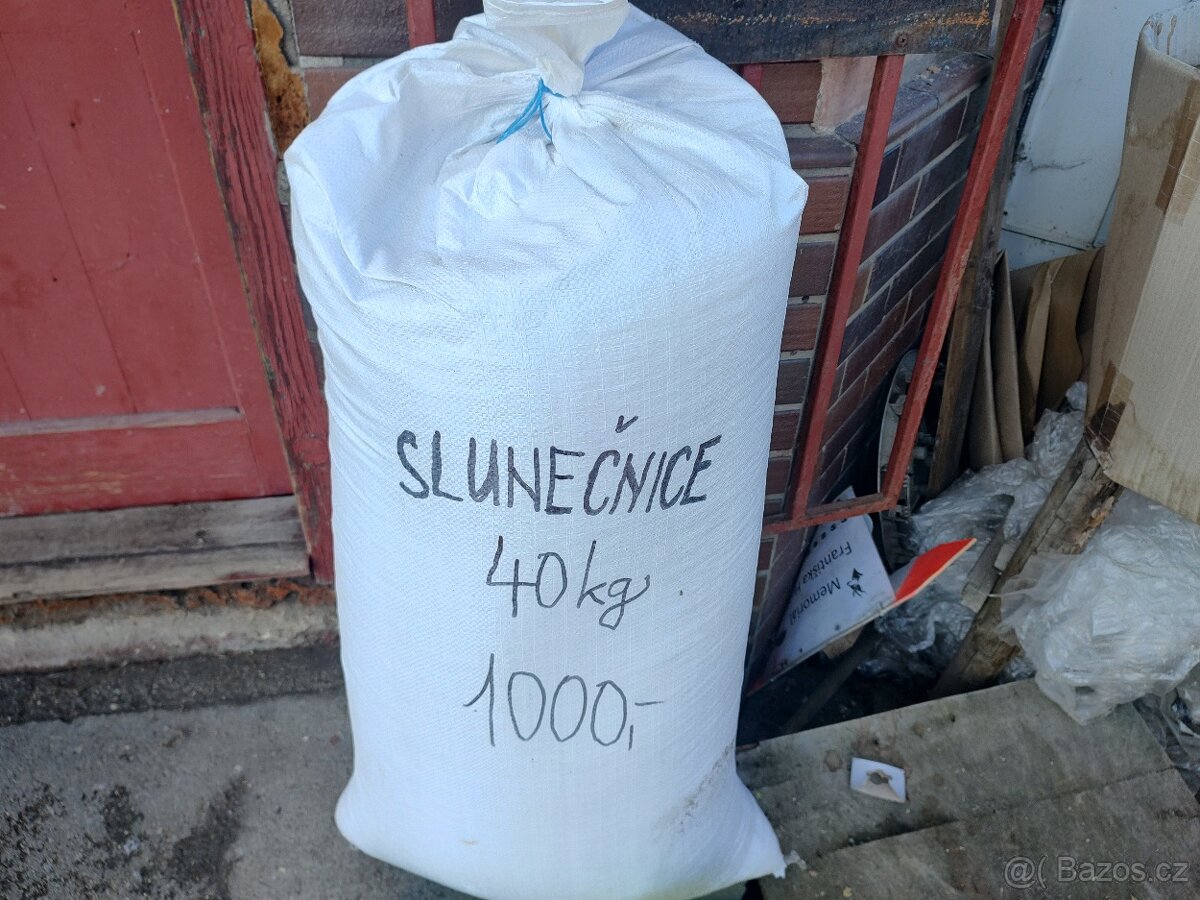 SLUNEČNICE
40kg
1000,-
Memoriál
Františka
@( Bazos.cz